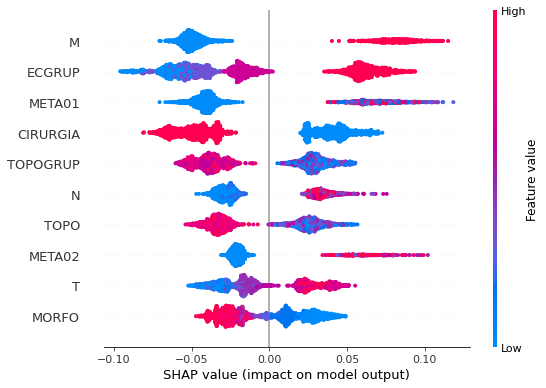 High
M
ECGRUP
META01
CIRURGIA
TOPOGRUP
N
TOPO
META02
T
MORFO
Low
Feature value
−0.10 −0.05 0.00 0.05 0.10
SHAP value (impact on model output)